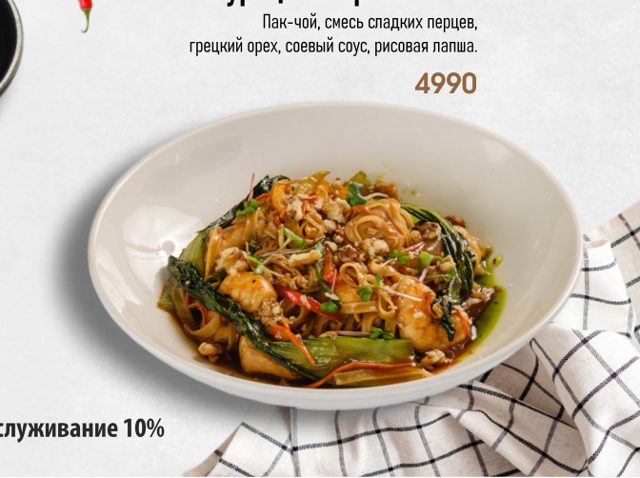 Пак-чой, смесь сладких перцев,
грецкий орех, соевый соус, рисовая лапша.
4990
служивание 10%